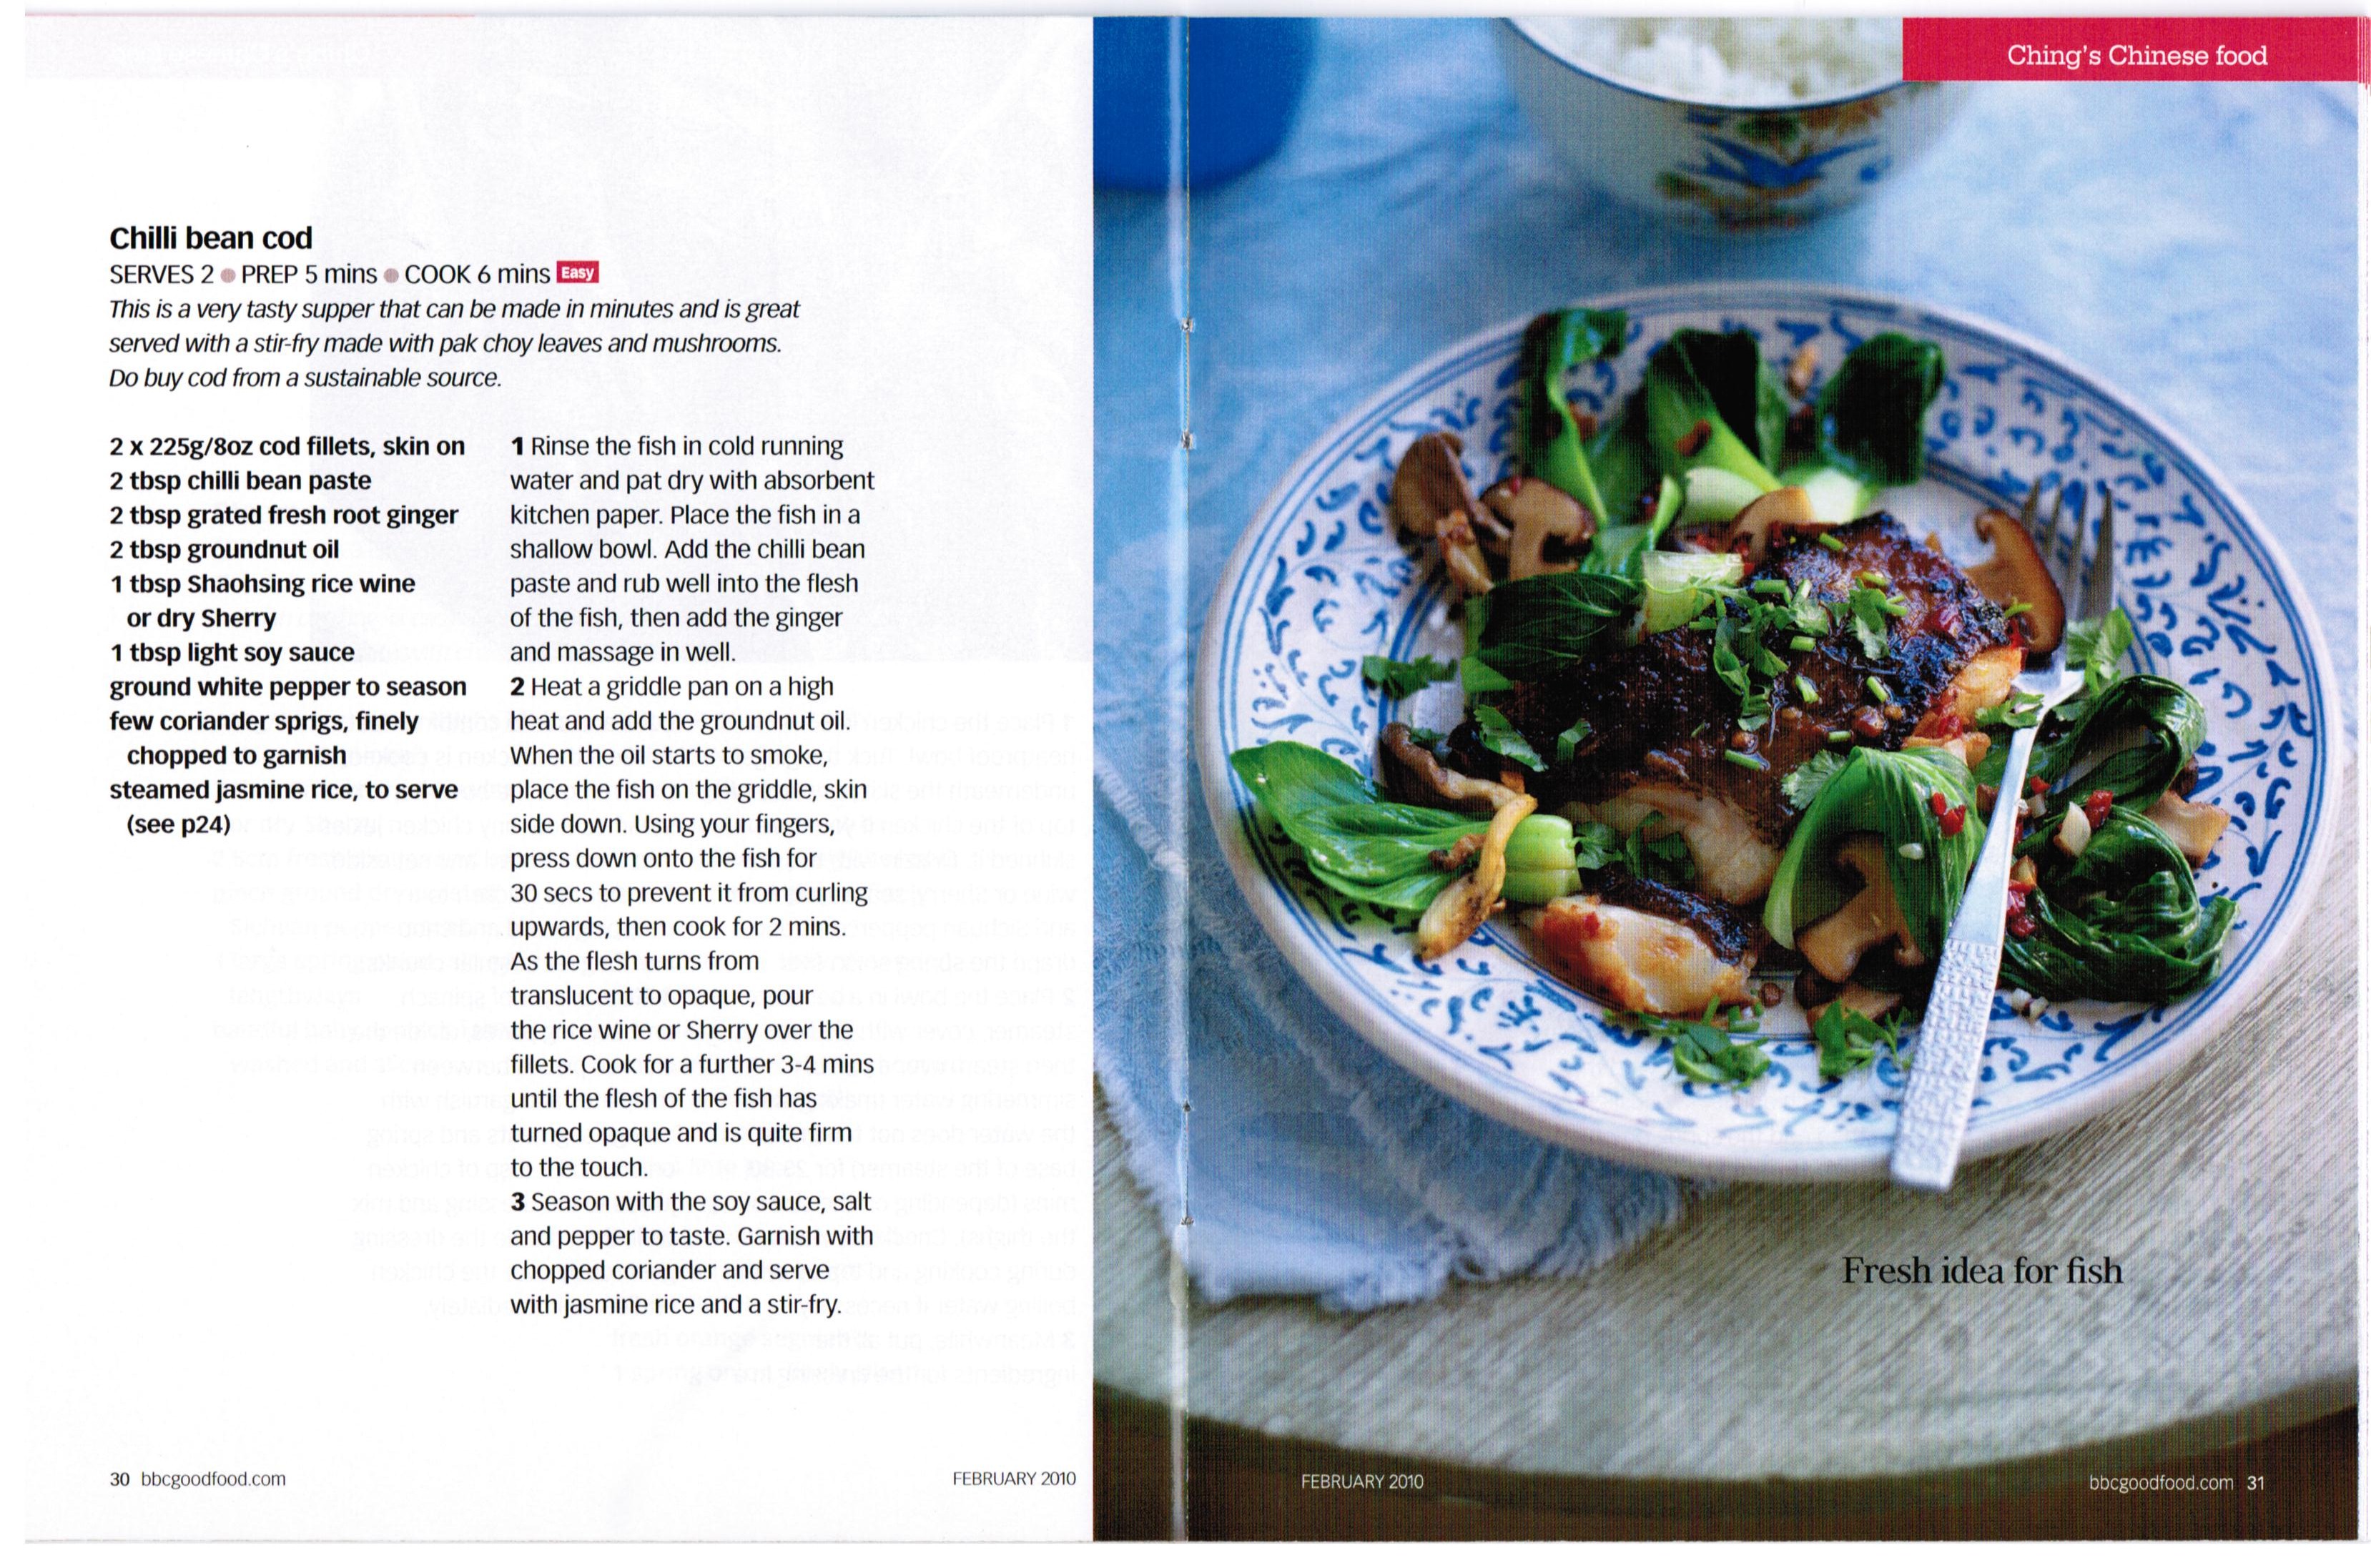 Chilli bean cod
SERVES 2 ● PREP 5 mins ● COOK 6 mins Easy
This is a very tasty supper that can be made in minutes and is great
served with a stir-fry made with pak choy leaves and mushrooms.
Do buy cod from a sustainable source.
2 x 225g/8oz cod fillets, skin on
2 tbsp chilli bean paste
2 tbsp grated fresh root ginger
2 tbsp groundnut oil
1 tbsp Shaohsing rice wine
or dry Sherry
1 tbsp light soy sauce
ground white pepper to season
few coriander sprigs, finely
chopped to garnish
steamed jasmine rice, to serve
(see p24)
1 Rinse the fish in cold running
water and pat dry with absorbent
kitchen paper. Place the fish in a
shallow bowl. Add the chilli bean
paste and rub well into the flesh
of the fish, then add the ginger
and massage in well.
2 Heat a griddle pan on a high
heat and add the groundnut oil.
When the oil starts to smoke,
place the fish on the griddle, skin
side down. Using your fingers,
press down onto the fish for
30 secs to prevent it from curling
upwards, then cook for 2 mins.
As the flesh turns from
translucent to opaque, pour
the rice wine or Sherry over the
fillets. Cook for a further 3-4 mins
until the flesh of the fish has
turned opaque and is quite firm
to the touch.
3 Season with the soy sauce, salt
and pepper to taste. Garnish with
chopped coriander and serve
with jasmine rice and a stir-fry.
30 bbcgoodfood.com
FEBRUARY 2010
Ching's Chinese food
Fresh idea for fish
FEBRUARY 2010
bbcgoodfood.com 31